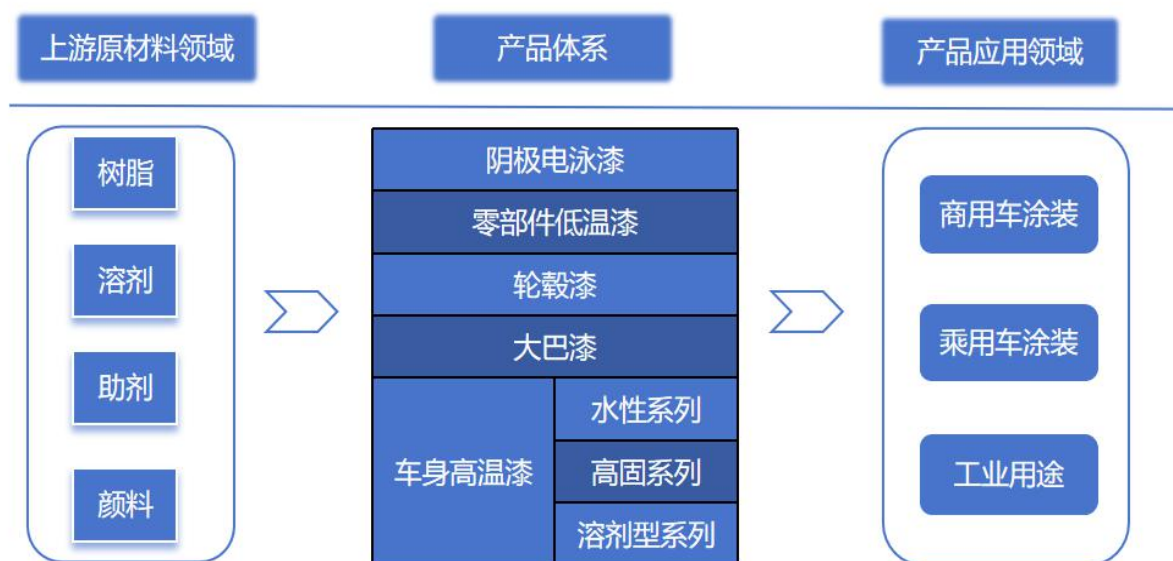 上游原材料领域
产品体系
产品应用领域
树脂
溶剂
助剂
颜料
阴极电泳漆
零部件低温漆
轮毂漆
大巴漆
车身高温漆
水性系列
高固系列
溶剂型系列
商用车涂装
乘用车涂装
工业用途